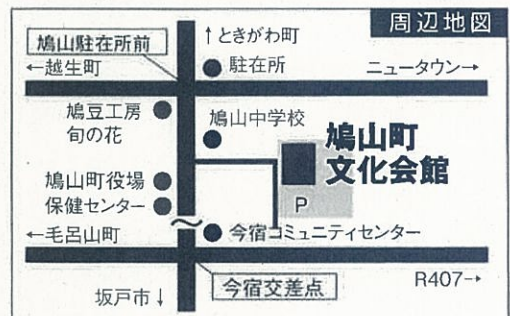 周辺地図
↑ときがわ町
鳩山駐在所前
←越生町
駐在所
ニュータウン→
鳩豆工房
旬の花
鳩山中学校
鳩山町
文化会館
鳩山町役場
保健センター
P
←毛呂山町
今宿コミュニティセンター
坂戸市↓
今宿交差点
R407→